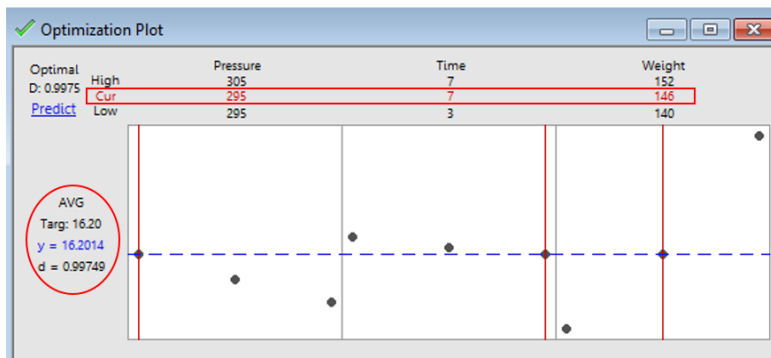 Optimization Plot
Optimal
D: 0.9975
Predict
Pressure Time Weight
High 305 7 152
Cur 295 7 146
Low 295 3 140
AVG
Targ: 16.20
y = 16.2014
d = 0.99749